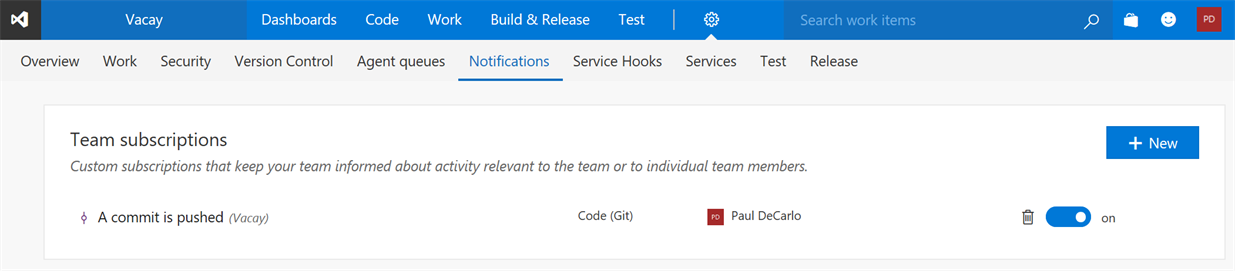 Vacay Dashboards Code Work Build & Release Test Search work items PD
Overview Work Security Version Control Agent queues Notifications Service Hooks Services Test Release
Team subscriptions
+ New
Custom subscriptions that keep your team informed about activity relevant to the team or to individual team members.
A commit is pushed (Vacay) Code (Git) PD Paul DeCarlo on